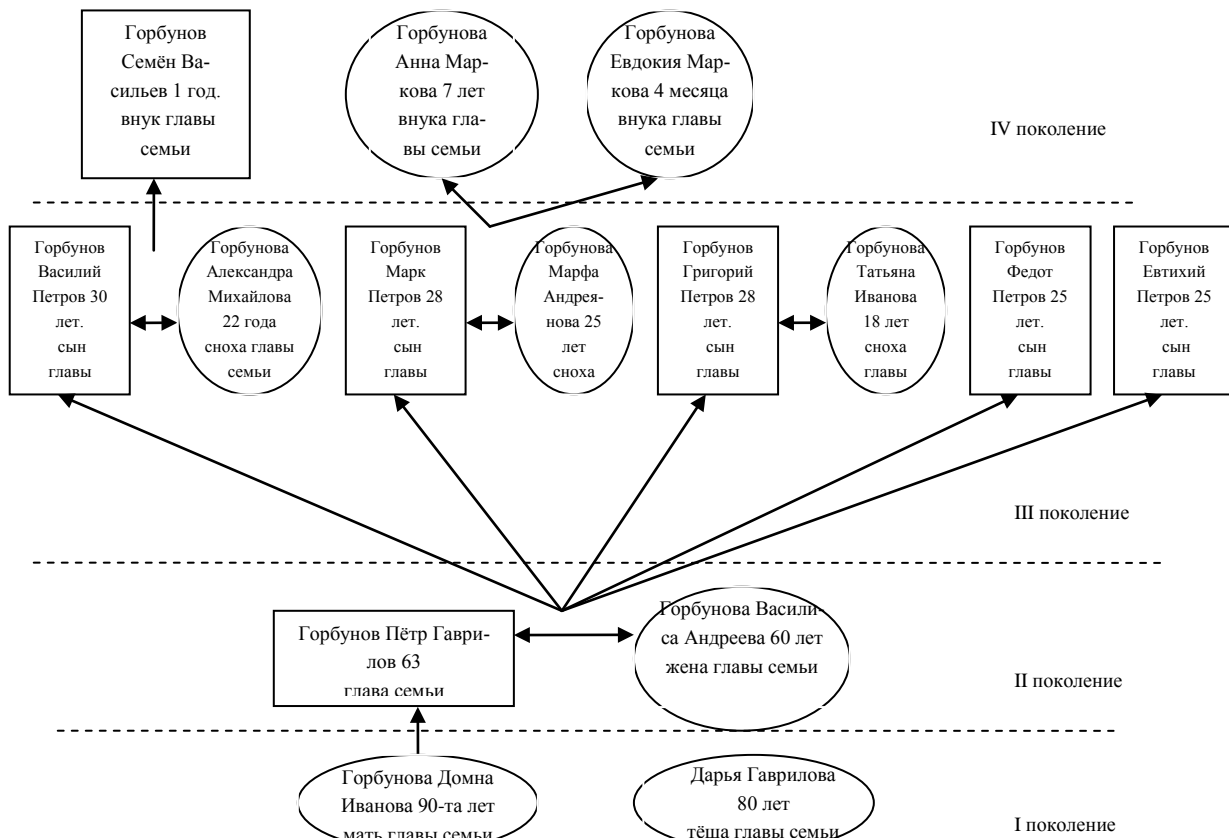 Горбунов
Семён Ва-
сильев 1 год.
внук главы
семьи
Горбунова
Анна Мар-
кова 7 лет
внука гла-
вы семьи
Горбунова
Евдокия Мар-
кова 4 месяца
внука главы
семьи
IV поколение
Горбунов
Василий
Петров 30
лет.
сын
главы
Горбунова
Александра
Михайлова
22 года
сноха главы
семьи
Горбунов
Марк
Петров 28
лет.
сын
главы
Горбунова
Марфа
Андрея-
нова 25
лет
сноха
Горбунов
Григорий
Петров 28
лет.
сын
главы
Горбунова
Татьяна
Иванова
18 лет
сноха
главы
Горбунов
Федот
Петров 25
лет.
сын
главы
Горбунов
Евтихий
Петров 25
лет.
сын
главы
III поколение
Горбунов Пётр Гаври-
лов 63
глава семьи
Горбунова Васили-
са Андреева 60 лет
жена главы семьи
II поколение
Горбунова Домна
Иванова 90-та лет
мать главы семьи
Дарья Гаврилова
80 лет
тёща главы семьи
I поколение